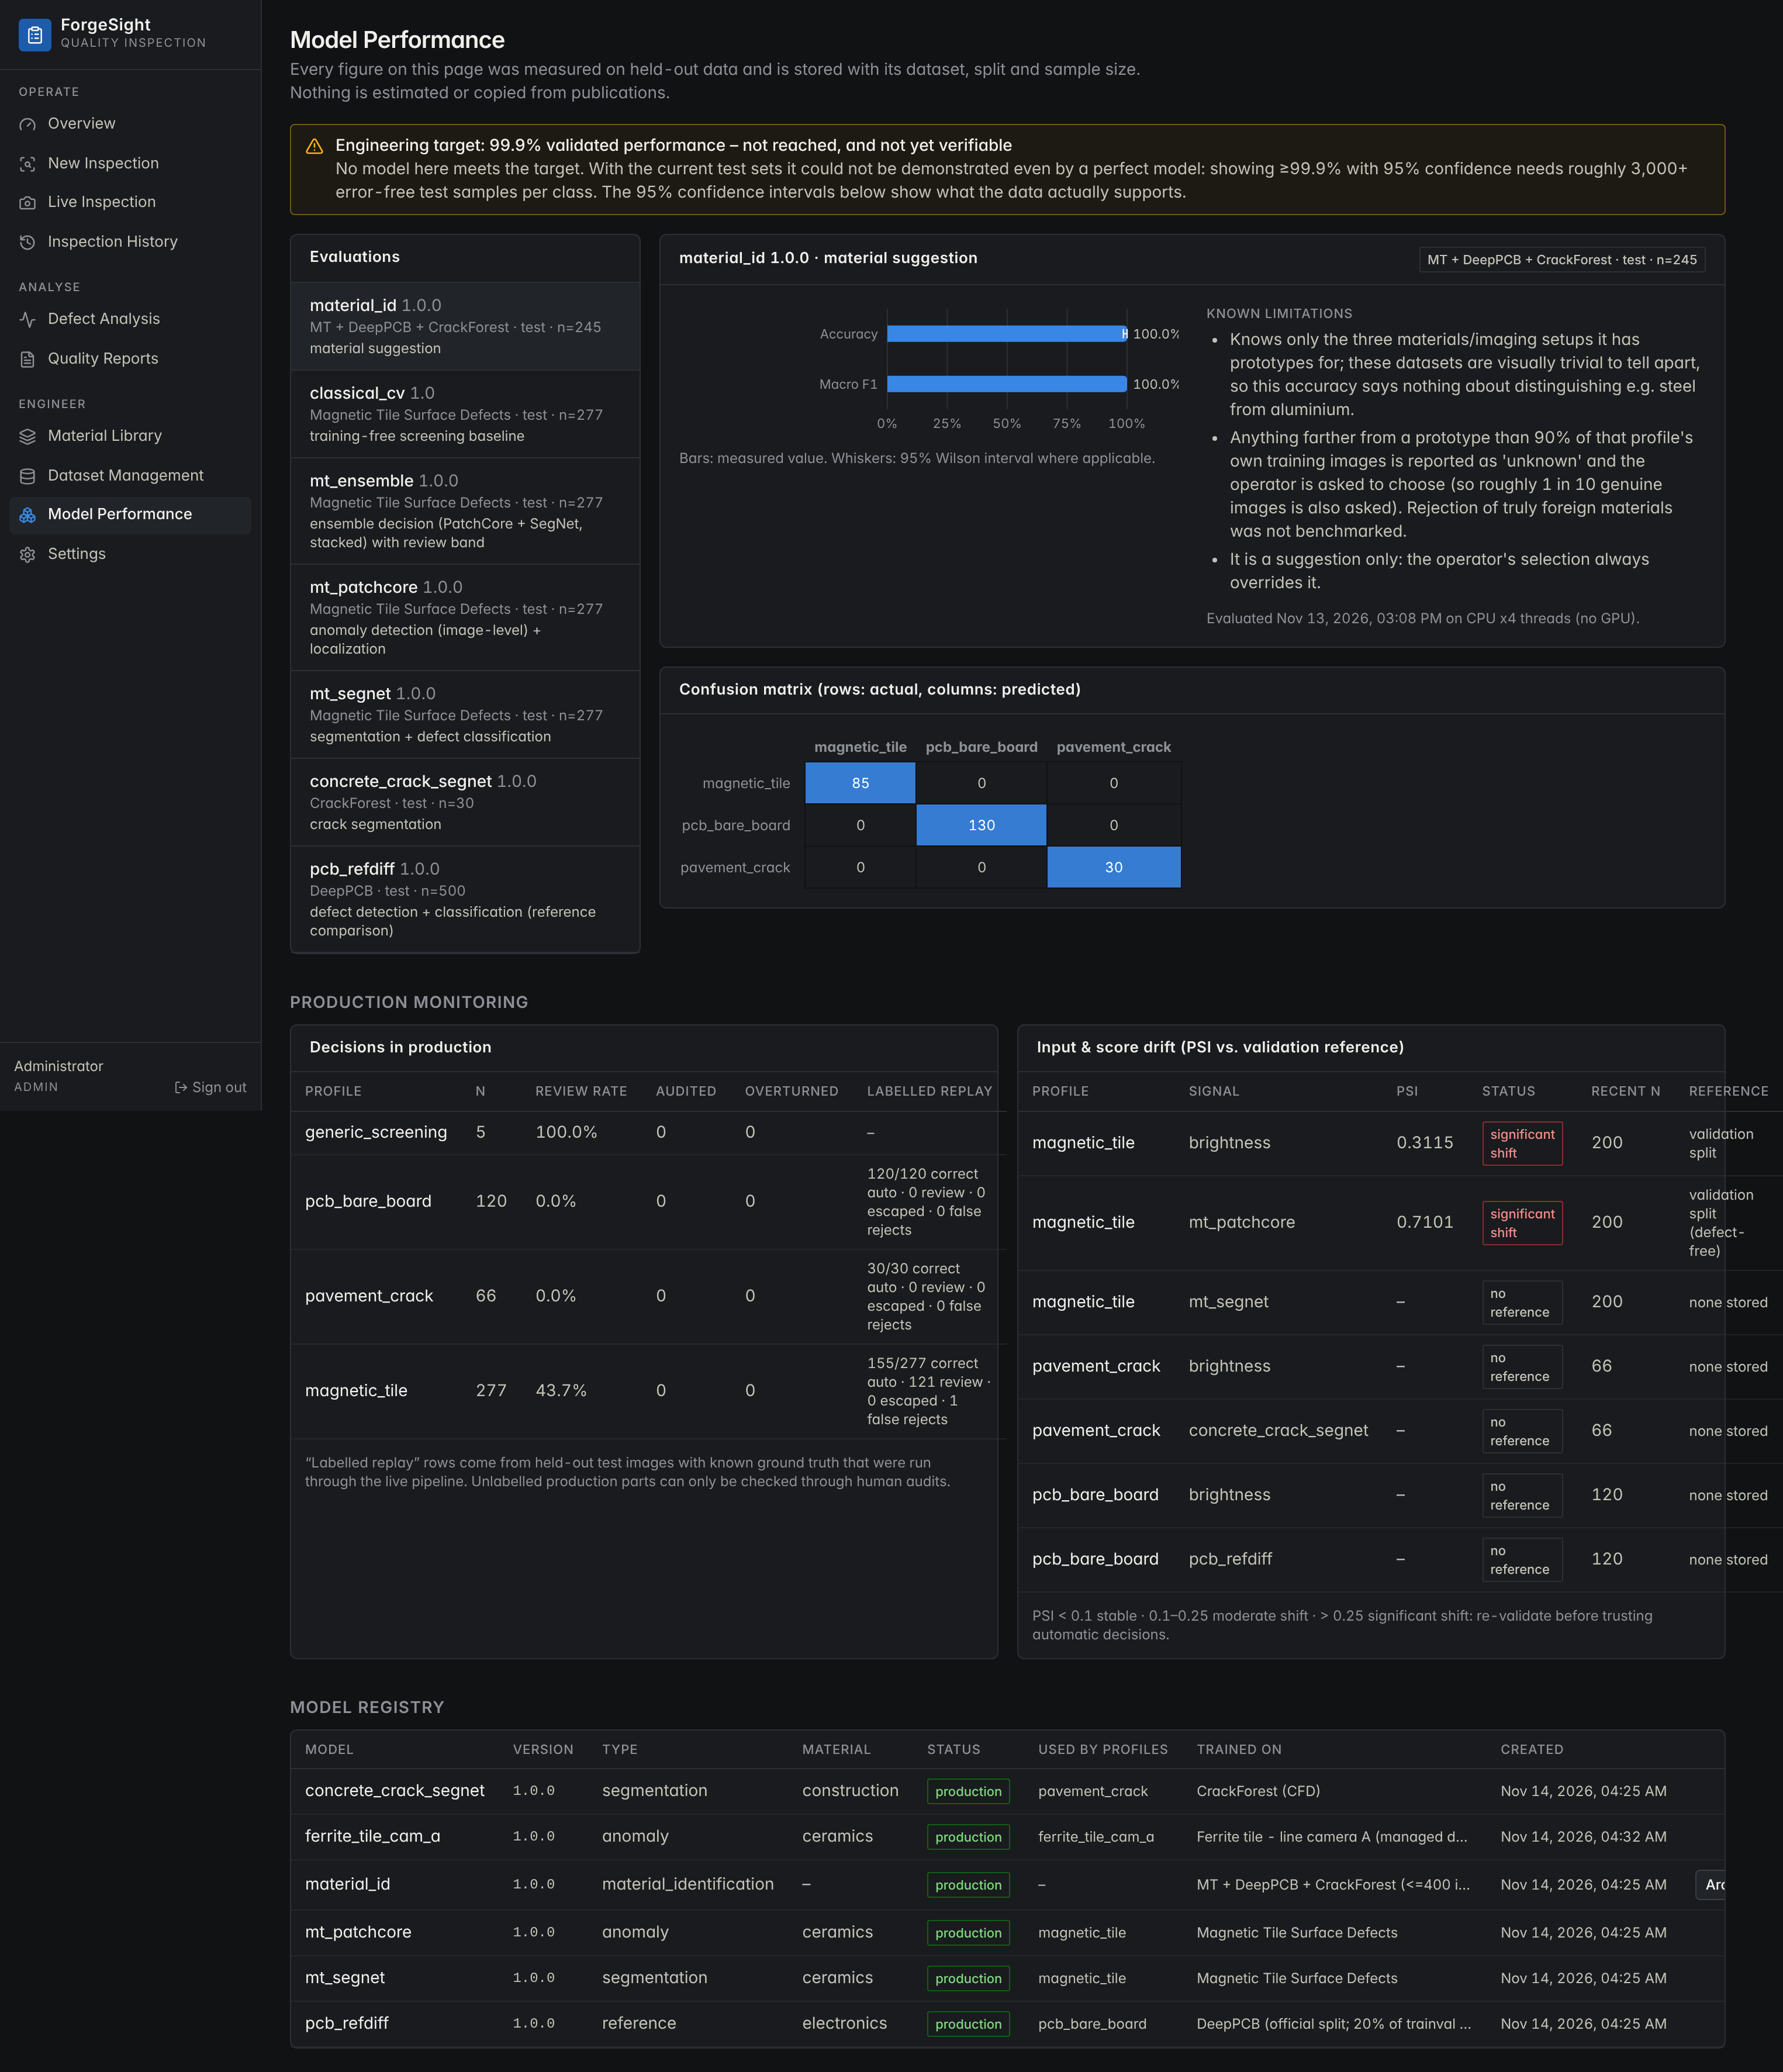 ForgeSight
QUALITY INSPECTION
OPERATE
Overview
New Inspection
Live Inspection
Inspection History
ANALYSE
Defect Analysis
Quality Reports
ENGINEER
Material Library
Dataset Management
Model Performance
Settings
Administrator
ADMIN
Sign out
Model Performance
Every figure on this page was measured on held-out data and is stored with its dataset, split and sample size.
Nothing is estimated or copied from publications.
Engineering target: 99.9% validated performance – not reached, and not yet verifiable
No model here meets the target. With the current test sets it could not be demonstrated even by a perfect model: showing ≥99.9% with 95% confidence needs roughly 3,000+
error-free test samples per class. The 95% confidence intervals below show what the data actually supports.
Evaluations
material_id 1.0.0
MT + DeepPCB + CrackForest · test · n=245
material suggestion
classical_cv 1.0
Magnetic Tile Surface Defects · test · n=277
training-free screening baseline
mt_ensemble 1.0.0
Magnetic Tile Surface Defects · test · n=277
ensemble decision (PatchCore + SegNet,
stacked) with review band
mt_patchcore 1.0.0
Magnetic Tile Surface Defects · test · n=277
anomaly detection (image-level) +
localization
mt_segnet 1.0.0
Magnetic Tile Surface Defects · test · n=277
segmentation + defect classification
concrete_crack_segnet 1.0.0
CrackForest · test · n=30
crack segmentation
pcb_refdiff 1.0.0
DeepPCB · test · n=500
defect detection + classification (reference
comparison)
material_id 1.0.0 · material suggestion
MT + DeepPCB + CrackForest · test · n=245
Accuracy 100.0%
Macro F1 100.0%
0% 25% 50% 75% 100%
Bars: measured value. Whiskers: 95% Wilson interval where applicable.
KNOWN LIMITATIONS
• Knows only the three materials/imaging setups it has
prototypes for; these datasets are visually trivial to tell apart,
so this accuracy says nothing about distinguishing e.g. steel
from aluminium.
• Anything farther from a prototype than 90% of that profile's
own training images is reported as 'unknown' and the
operator is asked to choose (so roughly 1 in 10 genuine
images is also asked). Rejection of truly foreign materials
was not benchmarked.
• It is a suggestion only: the operator's selection always
overrides it.
Evaluated Nov 13, 2026, 03:08 PM on CPU x4 threads (no GPU).
Confusion matrix (rows: actual, columns: predicted)
magnetic_tile pcb_bare_board pavement_crack
magnetic_tile 85 0 0
pcb_bare_board 0 130 0
pavement_crack 0 0 30
PRODUCTION MONITORING
Decisions in production
PROFILE N REVIEW RATE AUDITED OVERTURNED LABELLED REPLAY
generic_screening 5 100.0% 0 0 –
pcb_bare_board 120 0.0% 0 0 120/120 correct
auto · 0 review · 0
escaped · 0 false
rejects
pavement_crack 66 0.0% 0 0 30/30 correct
auto · 0 review · 0
escaped · 0 false
rejects
magnetic_tile 277 43.7% 0 0 155/277 correct
auto · 121 review ·
0 escaped · 1
false rejects
“Labelled replay” rows come from held-out test images with known ground truth that were run
through the live pipeline. Unlabelled production parts can only be checked through human audits.
Input & score drift (PSI vs. validation reference)
PROFILE SIGNAL PSI STATUS RECENT N REFERENCE
magnetic_tile brightness 0.3115 significant shift 200 validation split
magnetic_tile mt_patchcore 0.7101 significant shift 200 validation split (defect-free)
magnetic_tile mt_segnet – no reference 200 none stored
pavement_crack brightness – no reference 66 none stored
pavement_crack concrete_crack_segnet – no reference 66 none stored
pcb_bare_board brightness – no reference 120 none stored
pcb_bare_board pcb_refdiff – no reference 120 none stored
PSI < 0.1 stable · 0.1–0.25 moderate shift · > 0.25 significant shift: re-validate before trusting
automatic decisions.
MODEL REGISTRY
MODEL VERSION TYPE MATERIAL STATUS USED BY PROFILES TRAINED ON CREATED
concrete_crack_segnet 1.0.0 segmentation construction production pavement_crack CrackForest (CFD) Nov 14, 2026, 04:25 AM
ferrite_tile_cam_a 1.0.0 anomaly ceramics production ferrite_tile_cam_a Ferrite tile - line camera A (managed d... Nov 14, 2026, 04:32 AM
material_id 1.0.0 material_identification – production – MT + DeepPCB + CrackForest (<=400 i... Nov 14, 2026, 04:25 AM
mt_patchcore 1.0.0 anomaly ceramics production magnetic_tile Magnetic Tile Surface Defects Nov 14, 2026, 04:25 AM
mt_segnet 1.0.0 segmentation ceramics production magnetic_tile Magnetic Tile Surface Defects Nov 14, 2026, 04:25 AM
pcb_refdiff 1.0.0 reference electronics production pcb_bare_board DeepPCB (official split; 20% of trainval ... Nov 14, 2026, 04:25 AM